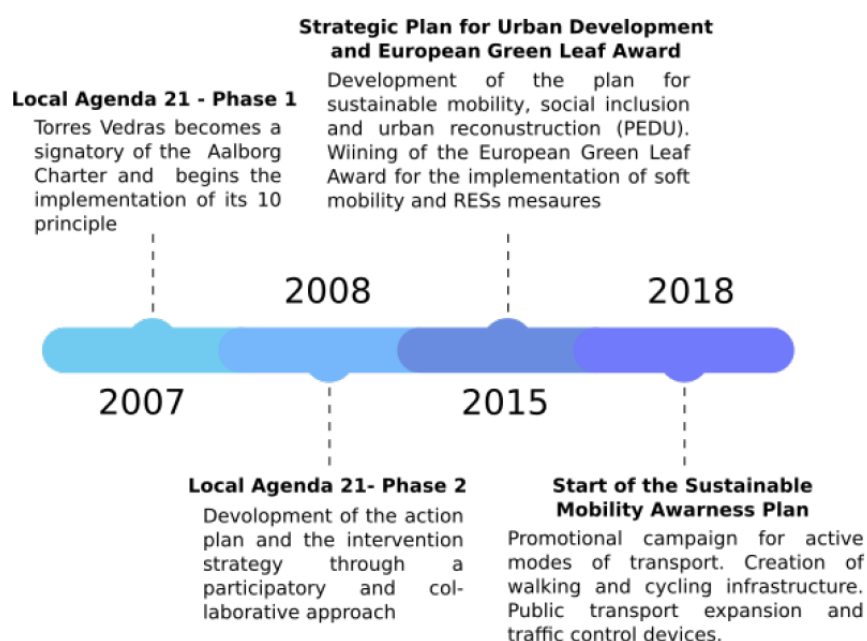 Strategic Plan for Urban Development
and European Green Leaf Award
Development of the plan for
sustainable mobility, social inclusion
and urban reconustruction (PEDU).
Wiining of the European Green Leaf
Award for the implementation of soft
mobility and RESs mesaures
Local Agenda 21 - Phase 1
Torres Vedras becomes a
signatory of the Aalborg
Charter and begins the
implementation of its 10
principle
2008
2018
2007
2015
Local Agenda 21- Phase 2
Devolopment of the action
plan and the intervention
strategy through a
participatory and col-
laborative approach
Start of the Sustainable
Mobility Awarness Plan
Promotional campaign for active
modes of transport. Creation of
walking and cycling infrastructure.
Public transport expansion and
traffic control devices.